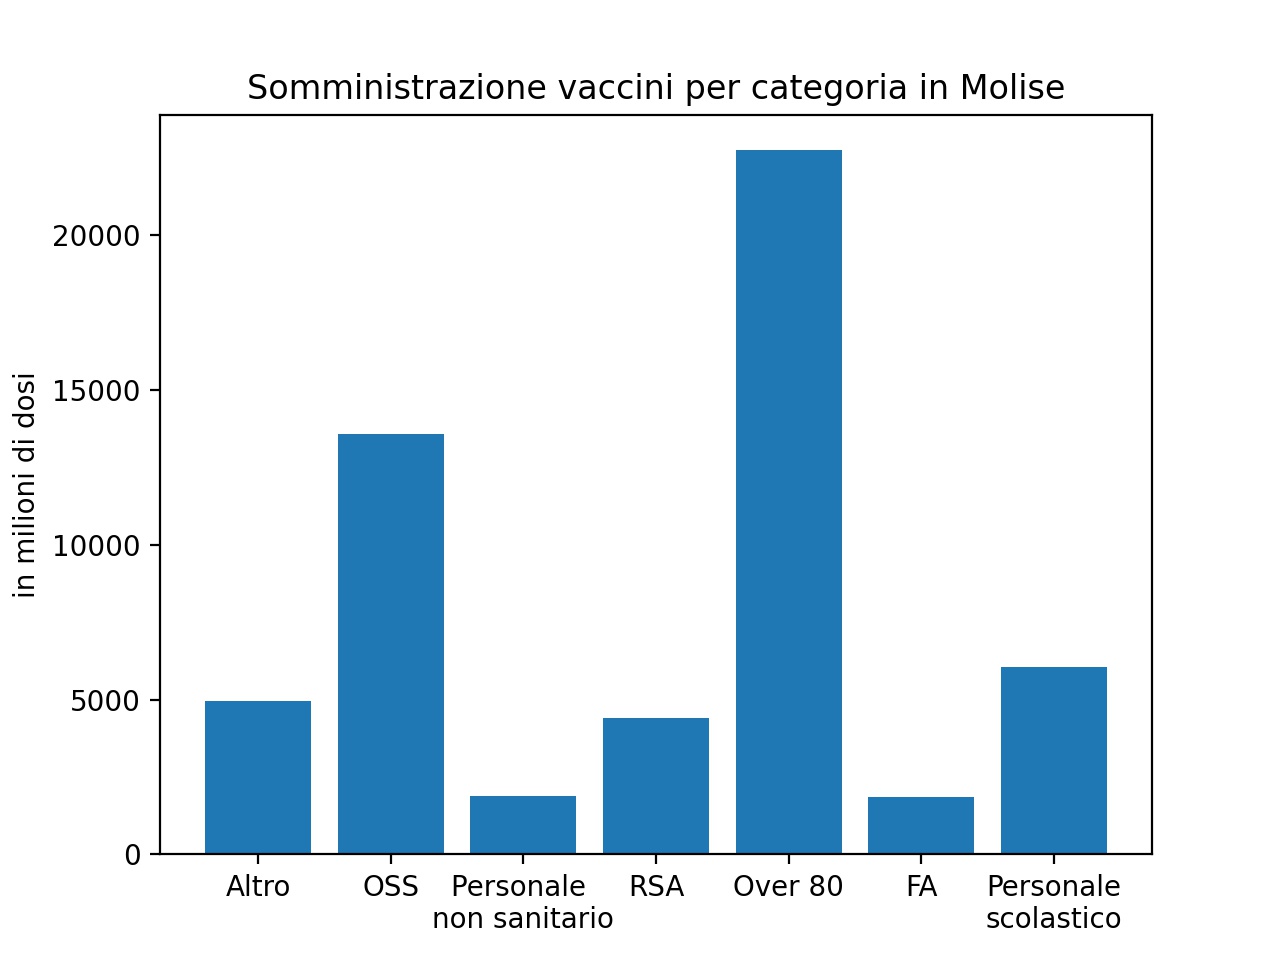 Somministrazione vaccini per categoria in Molise
in milioni di dosi
20000
15000
10000
5000
0
Altro
OSS
Personale
non sanitario
RSA
Over 80
FA
Personale
scolastico